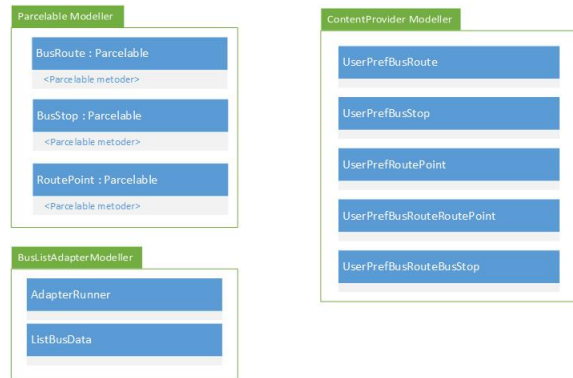 Parcelable Modeller
BusRoute : Parcelable
<Parcelable metoder>
BusStop : Parcelable
<Parcelable metoder>
RoutePoint : Parcelable
<Parcelable metoder>
BusListAdapterModeller
AdapterRunner
ListBusData
ContentProvider Modeller
UserPrefBusRoute
UserPrefBusStop
UserPrefRoutePoint
UserPrefBusRouteRoutePoint
UserPrefBusRouteBusStop